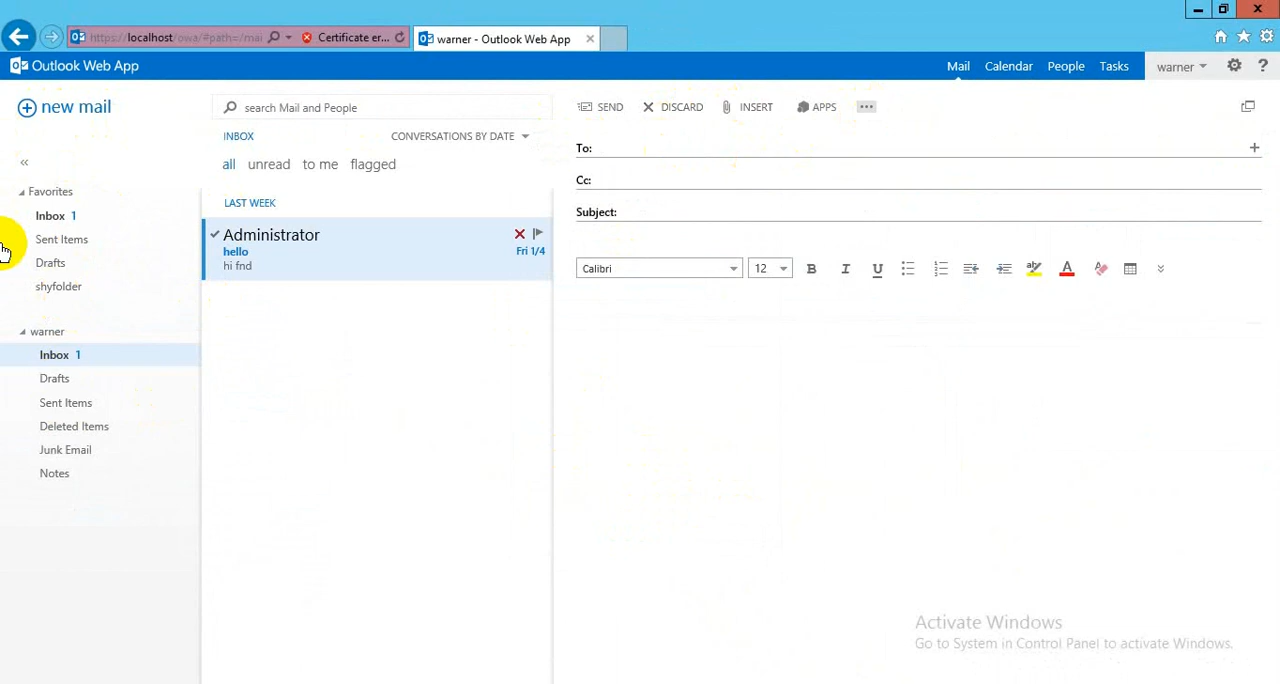 https://localhost/owa/#path=/mai
Certificate er...
warner - Outlook Web App
Outlook Web App
Mail
Calendar
People
Tasks
warner
?
new mail
search Mail and People
SEND
DISCARD
INSERT
APPS
INBOX
CONVERSATIONS BY DATE
all unread to me flagged
Favorites
Inbox 1
Sent Items
Drafts
shyfolder
warner
Inbox 1
Drafts
Sent Items
Deleted Items
Junk Email
Notes
LAST WEEK
Administrator
hello
Fri 1/4
hi fnd
To:
Cc:
Subject:
Calibri
12
B
I
U
Activate Windows
Go to System in Control Panel to activate Windows.